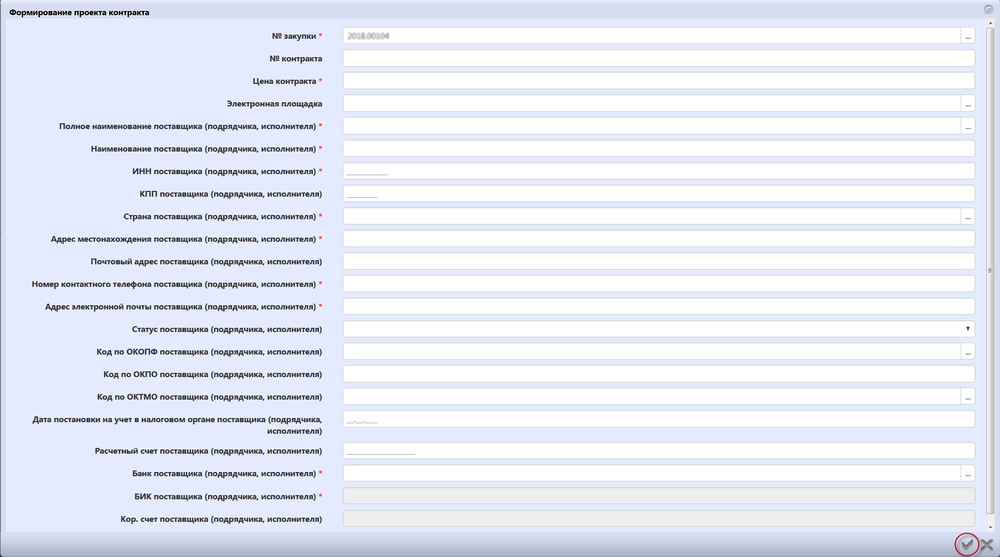 Формирование проекта контракта
№ закупки * 2018.00104 ...
№ контракта
Цена контракта *
Электронная площадка ...
Полное наименование поставщика (подрядчика, исполнителя) * ...
Наименование поставщика (подрядчика, исполнителя) *
ИНН поставщика (подрядчика, исполнителя) * ____________
КПП поставщика (подрядчика, исполнителя) _________
Страна поставщика (подрядчика, исполнителя) * ...
Адрес местонахождения поставщика (подрядчика, исполнителя) *
Почтовый адрес поставщика (подрядчика, исполнителя)
Номер контактного телефона поставщика (подрядчика, исполнителя) *
Адрес электронной почты поставщика (подрядчика, исполнителя) *
Статус поставщика (подрядчика, исполнителя)
Код по ОКОПФ поставщика (подрядчика, исполнителя) ...
Код по ОКПО поставщика (подрядчика, исполнителя)
Код по ОКТМО поставщика (подрядчика, исполнителя) ...
Дата постановки на учет в налоговом органе поставщика (подрядчика, __.__.____
исполнителя)
Расчетный счет поставщика (подрядчика, исполнителя) ____________________
Банк поставщика (подрядчика, исполнителя) * ...
БИК поставщика (подрядчика, исполнителя) *
Кор. счет поставщика (подрядчика, исполнителя)